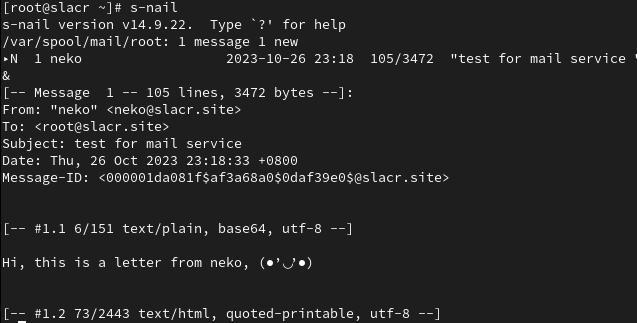 [root@slacr ~]# s-nail
s-nail version v14.9.22.  Type `?' for help
/var/spool/mail/root: 1 message 1 new
▸N  1 neko                  2023-10-26 23:18  105/3472  "test for mail service "
&
[-- Message  1 -- 105 lines, 3472 bytes --]:
From: "neko" <neko@slacr.site>
To: <root@slacr.site>
Subject: test for mail service
Date: Thu, 26 Oct 2023 23:18:33 +0800
Message-ID: <000001da081f$af3a68a0$0daf39e0$@slacr.site>
[-- #1.1 6/151 text/plain, base64, utf-8 --]
Hi, this is a letter from neko, (●'◡'●)
[-- #1.2 73/2443 text/html, quoted-printable, utf-8 --]